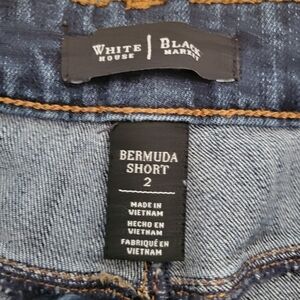 WHITE | BLACK
HOUSE | MARKET
BERMUDA
SHORT
2
MADE IN
VIETNAM
HECHO EN
VIETNAM
FABRIQUÉ EN
VIETNAM